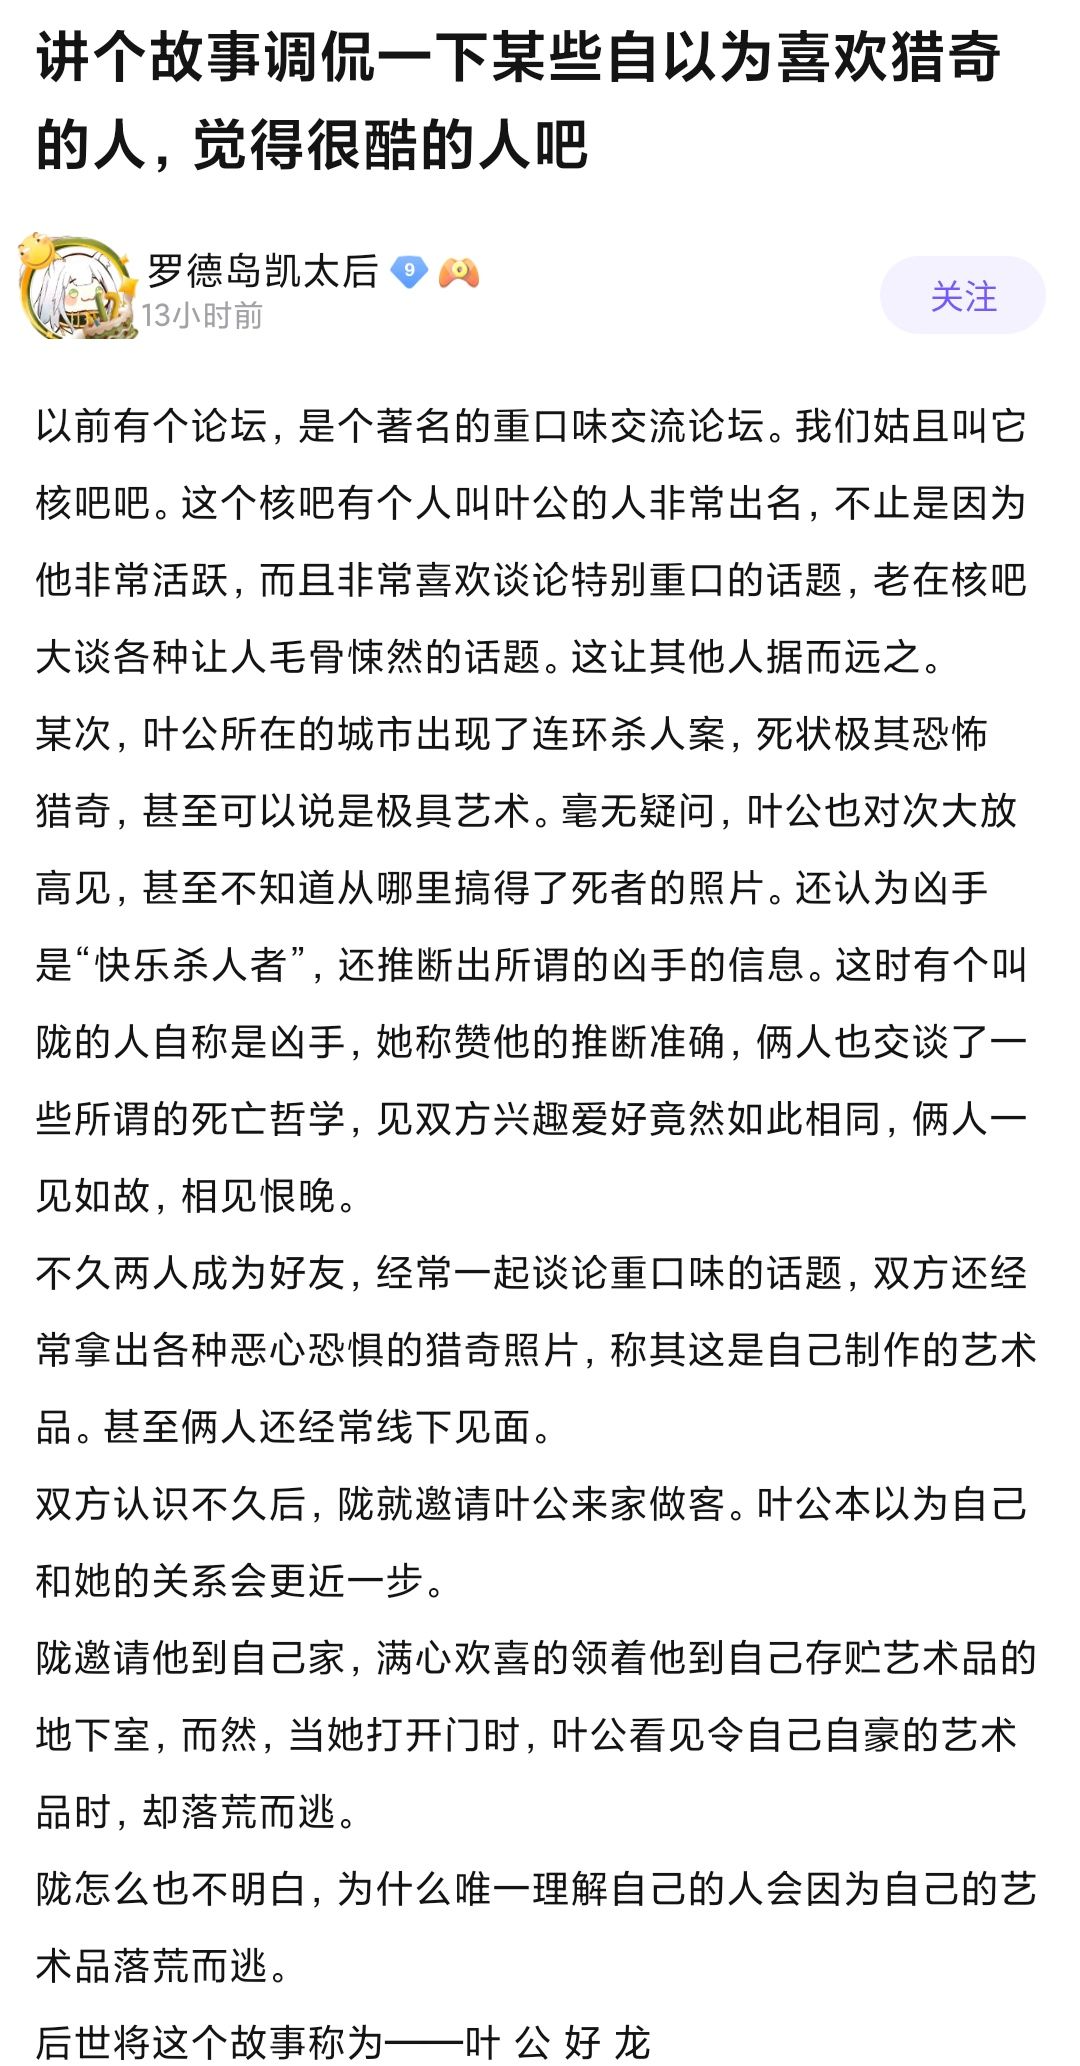 讲个故事调侃一下某些自以为喜欢猎奇
的人，觉得很酷的人吧
罗德岛凯太后 9
13小时前
关注
以前有个论坛，是个著名的重口味交流论坛。我们姑且叫它
核吧吧。这个核吧有个人叫叶公的人非常出名，不止是因为
他非常活跃，而且非常喜欢谈论特别重口的话题，老在核吧
大谈各种让人毛骨悚然的话题。这让其他人据而远之。
某次，叶公所在的城市出现了连环杀人案，死状极其恐怖
猎奇，甚至可以说是极具艺术。毫无疑问，叶公也对次大放
高见，甚至不知道从哪里搞得了死者的照片。还认为凶手
是“快乐杀人者”，还推断出所谓的凶手的信息。这时有个叫
陇的人自称是凶手，她称赞他的推断准确，俩人也交谈了一
些所谓的死亡哲学，见双方兴趣爱好竟然如此相同，俩人一
见如故，相见恨晚。
不久两人成为好友，经常一起谈论重口味的话题，双方还经
常拿出各种恶心恐惧的猎奇照片，称其这是自己制作的艺术
品。甚至俩人还经常线下见面。
双方认识不久后，陇就邀请叶公来家做客。叶公本以为自己
和她的关系会更近一步。
陇邀请他到自己家，满心欢喜的领着他到自己存贮艺术品的
地下室，而然，当她打开门时，叶公看见令自己自豪的艺术
品时，却落荒而逃。
陇怎么也不明白，为什么唯一理解自己的人会因为自己的艺
术品落荒而逃。
后世将这个故事称为——叶 公 好 龙